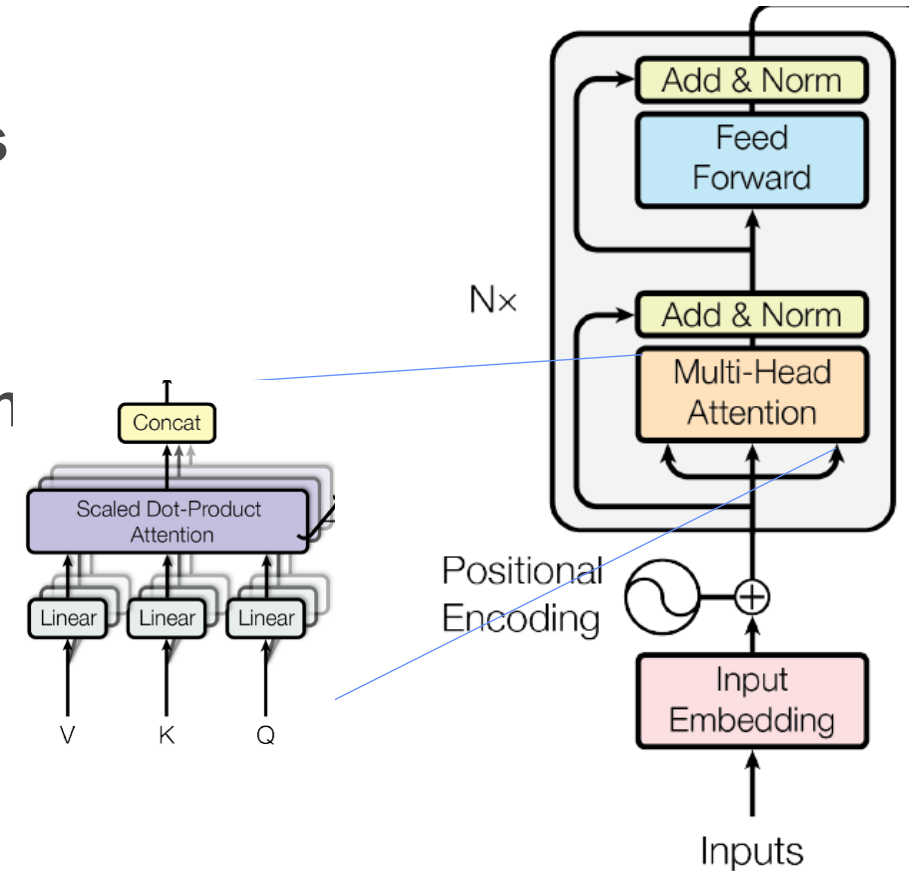 s
n
Add & Norm
Feed
Forward
Nx
Add & Norm
Multi-Head
Attention
Concat
Scaled Dot-Product
Attention
Linear
Linear
Linear
V
K
Q
Positional
Encoding
Input
Embedding
Inputs